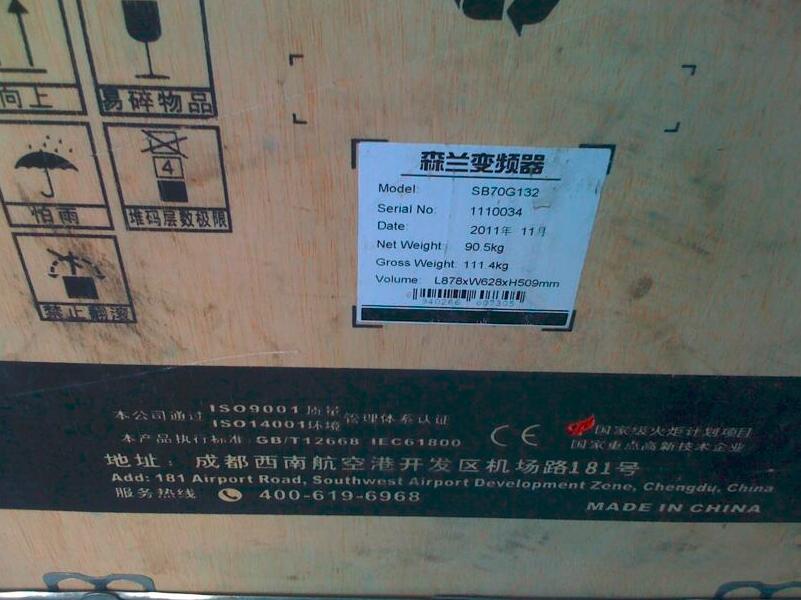 向上
易碎物品
怕雨
4
堆码层数极限
禁止翻滚
森兰变频器
Model: SB70G132
Serial No: 1110034
Date: 2011年 11月
Net Weight: 90.5kg
Gross Weight: 111.4kg
Volume: L878xW628xH509mm
本公司通过 ISO9001 质量 ISO14001 环境 管理体系认证
本产品执行标准 GB/T12668 IEC61800
CE
国家级火炬计划项目
国家重点高新技术企业
地址：成都西南航空港开发区机场路181号
Add: 181 Airport Road, Southwest Airport Development Zone, Chengdu, China
服务热线 400-619-6968
MADE IN CHINA